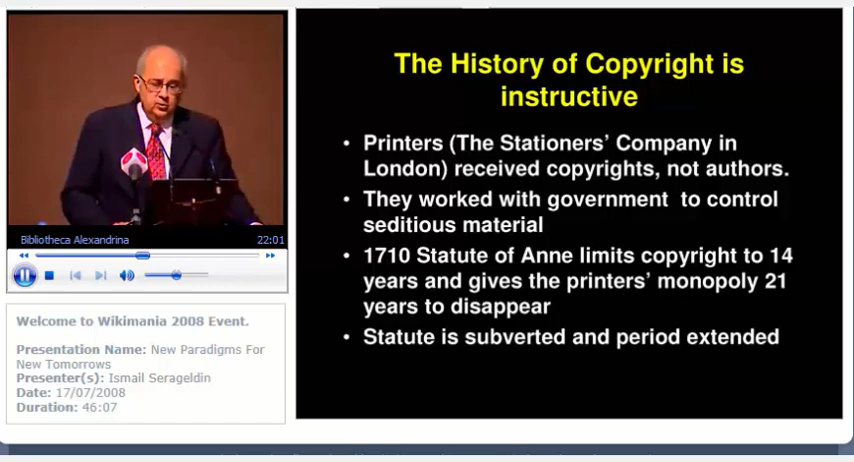 The History of Copyright is
instructive
• Printers (The Stationers' Company in
London) received copyrights, not authors.
• They worked with government to control
seditious material
• 1710 Statute of Anne limits copyright to 14
years and gives the printers' monopoly 21
years to disappear
• Statute is subverted and period extended
Bibliotheca Alexandrina 22:01
Welcome to Wikimania 2008 Event.
Presentation Name: New Paradigms For
New Tomorrows
Presenter(s): Ismail Serageldin
Date: 17/07/2008
Duration: 46:07